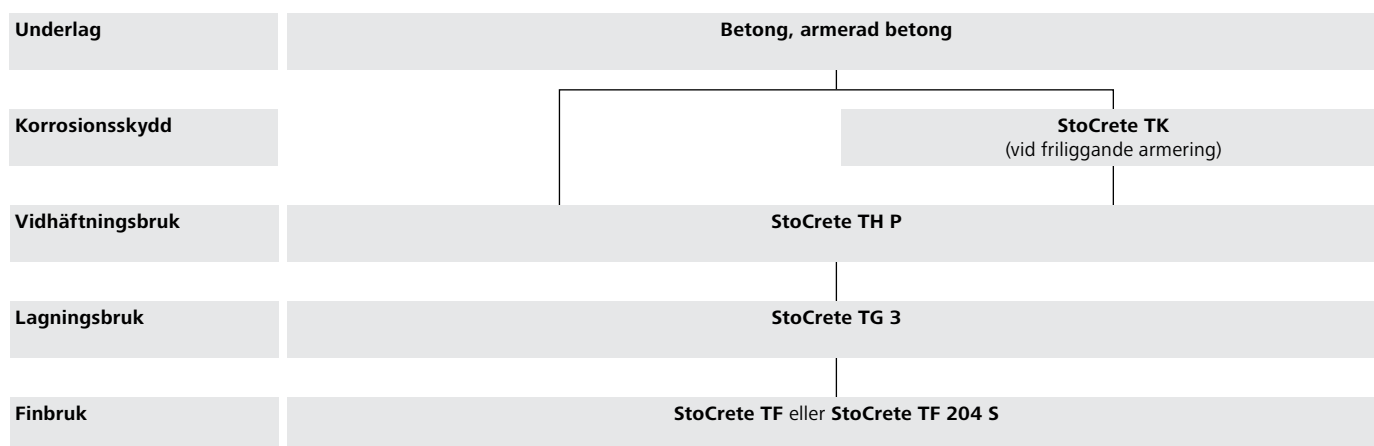 Underlag
Betong, armerad betong
Korrosionsskydd
StoCrete TK
(vid friliggande armering)
Vidhäftningsbruk
StoCrete TH P
Lagningsbruk
StoCrete TG 3
Finbruk
StoCrete TF eller StoCrete TF 204 S